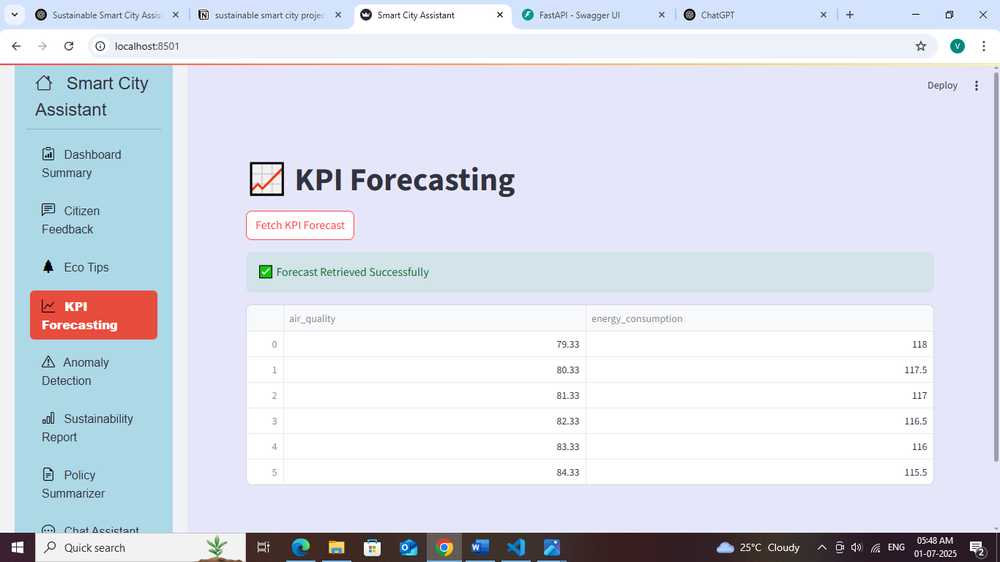 Sustainable Smart City Assist
sustainable smart city projec
Smart City Assistant
FastAPI - Swagger UI
ChatGPT
localhost:8501
V
Smart City
Assistant
Dashboard
Summary
Citizen
Feedback
Eco Tips
KPI
Forecasting
Anomaly
Detection
Sustainability
Report
Policy
Summarizer
Chat Assistant
Deploy
KPI Forecasting
Fetch KPI Forecast
Forecast Retrieved Successfully
air_quality energy_consumption
0 79.33 118
1 80.33 117.5
2 81.33 117
3 82.33 116.5
4 83.33 116
5 84.33 115.5
Quick search
25°C Cloudy
ENG
05:48 AM
01-07-2025
2